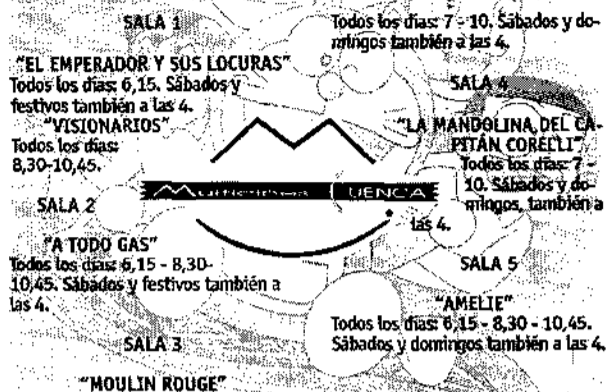 SALA 1
"EL EMPERADOR Y SUS LOCURAS"
Todos los días: 6,15. Sábados y
festivos también a las 4.
"VISIONARIOS"
Todos los días:
8,30-10,45.
SALA 2
"A TODO GAS"
Todos los días: 6,15 - 8,30-
10,45. Sábados y festivos también a
las 4.
SALA 3
"MOULIN ROUGE"
Todos los días: 7 - 10. Sábados y do-
mingos también a las 4.
SALA 4
"LA MANDOLINA DEL CA-
PITÁN CORELLI"
Todos los días: 7 -
10. Sábados y do-
mingos, también a
las 4.
SALA 5
"AMELIE"
Todos los días: 6,15 - 8,30 - 10,45.
Sábados y domingos también a las 4.
CUENCA